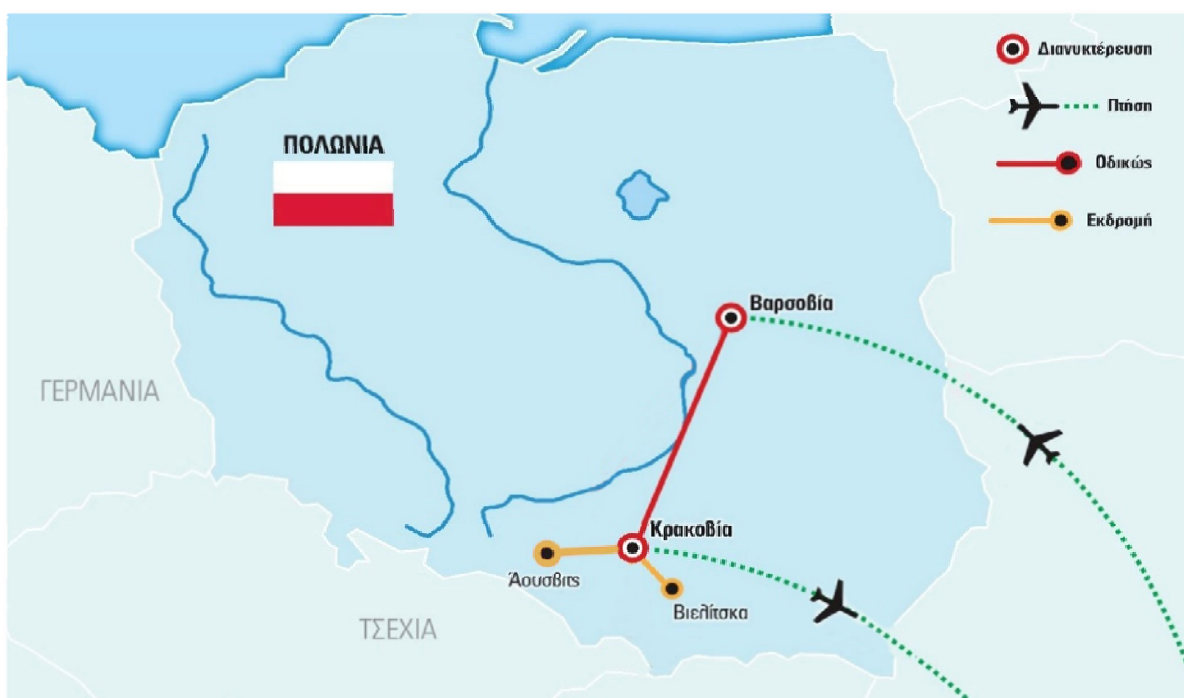 Διανυκτέρευση
Πτήση
Οδικώς
Εκδρομή
ΠΟΛΩΝΙΑ
Βαρσοβία
ΓΕΡΜΑΝΙΑ
Κρακοβία
Άουσβιτς
Βιελίτσκα
ΤΣΕΧΙΑ